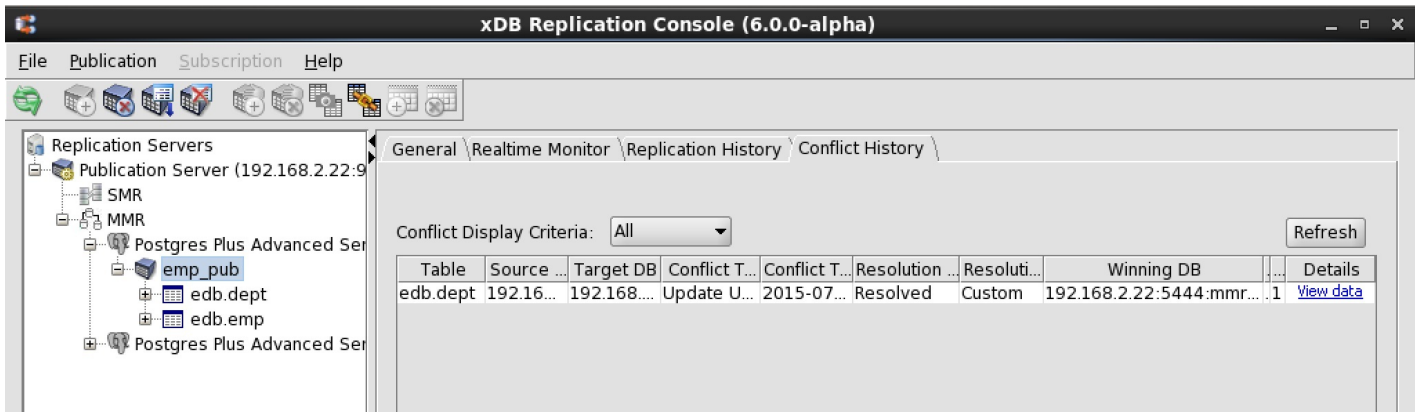 xDB Replication Console (6.0.0-alpha)
File Publication Subscription Help
Replication Servers
Publication Server (192.168.2.22:9
SMR
MMR
Postgres Plus Advanced Ser
emp_pub
edb.dept
edb.emp
Postgres Plus Advanced Ser
General Realtime Monitor Replication History Conflict History
Conflict Display Criteria: All Refresh
Table Source ... Target DB Conflict T... Conflict T... Resolution ... Resoluti... Winning DB ... Details
edb.dept 192.16... 192.168.... Update U... 2015-07... Resolved Custom 192.168.2.22:5444:mmr... .1 View data